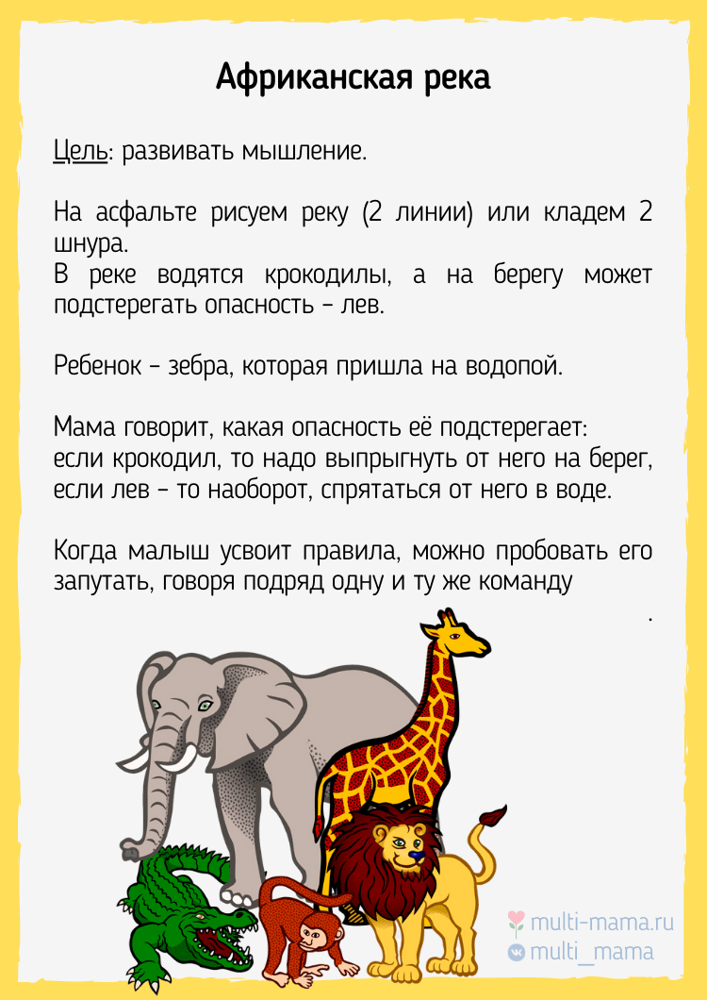 Африканская река
Цель: развивать мышление.
На асфальте рисуем реку (2 линии) или кладем 2
шнура.
В реке водятся крокодилы, а на берегу может
подстерегать опасность – лев.
Ребенок – зебра, которая пришла на водопой.
Мама говорит, какая опасность её подстерегает:
если крокодил, то надо выпрыгнуть от него на берег,
если лев – то наоборот, спрятаться от него в воде.
Когда малыш усвоит правила, можно пробовать его
запутать, говоря подряд одну и ту же команду
.
multi-mama.ru
multi_mama